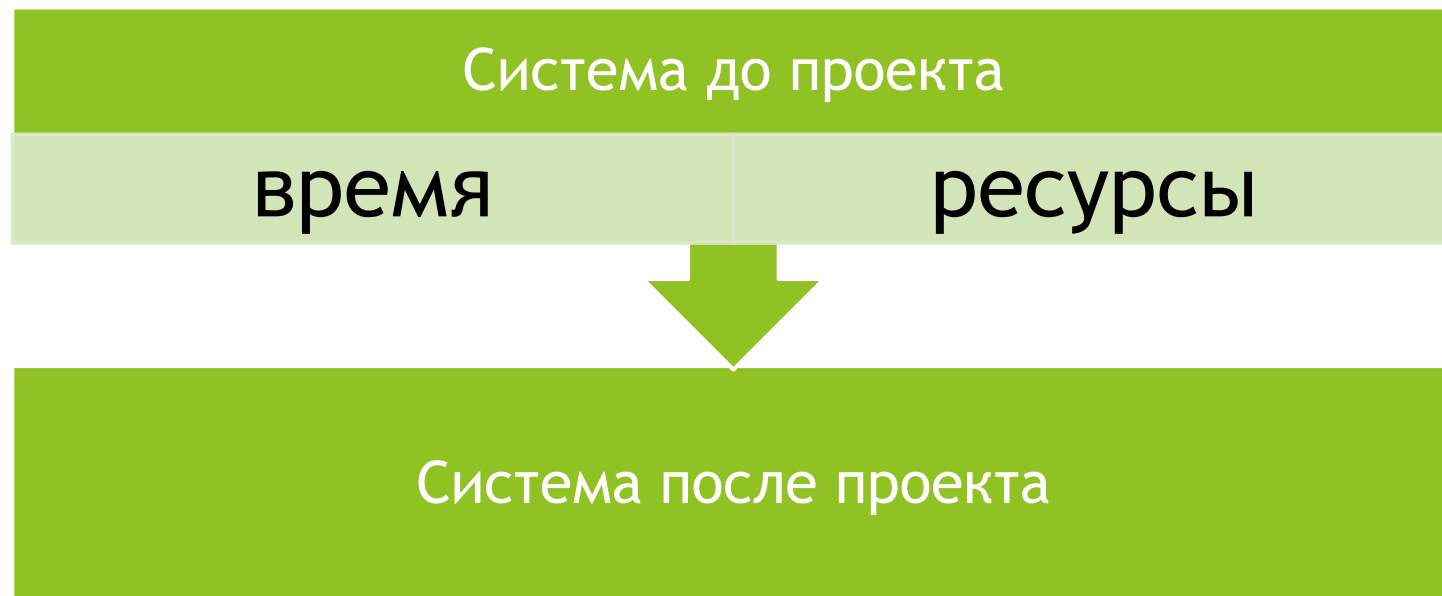 Система до проекта
время ресурсы
Система после проекта